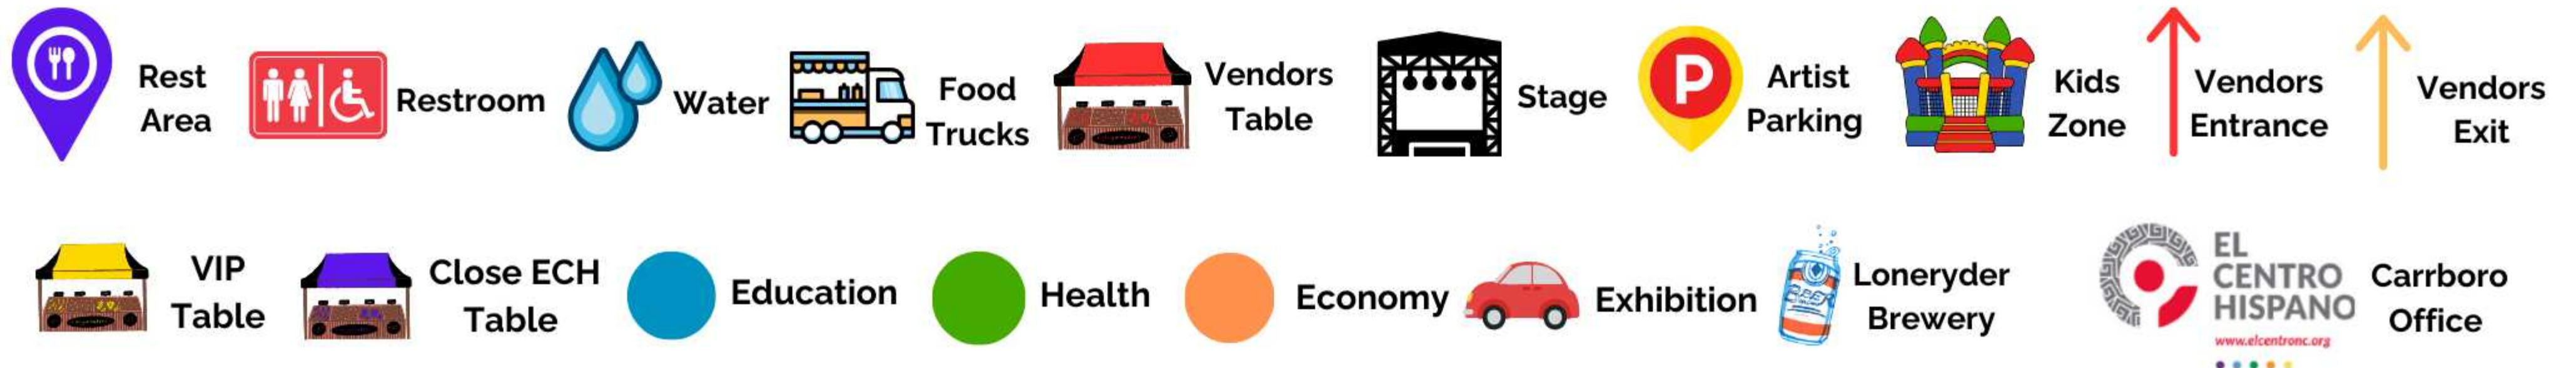 Rest
Area
Restroom
Water
Food
Trucks
Vendors
Table
Stage
P
Artist
Parking
Kids
Zone
Vendors
Entrance
Vendors
Exit
VIP
Table
Close ECH
Table
Education
Health
Economy
Exhibition
BEER
Loneryder
Brewery
EL
CENTRO
HISPANO
www.elcentronc.org
Carrboro
Office